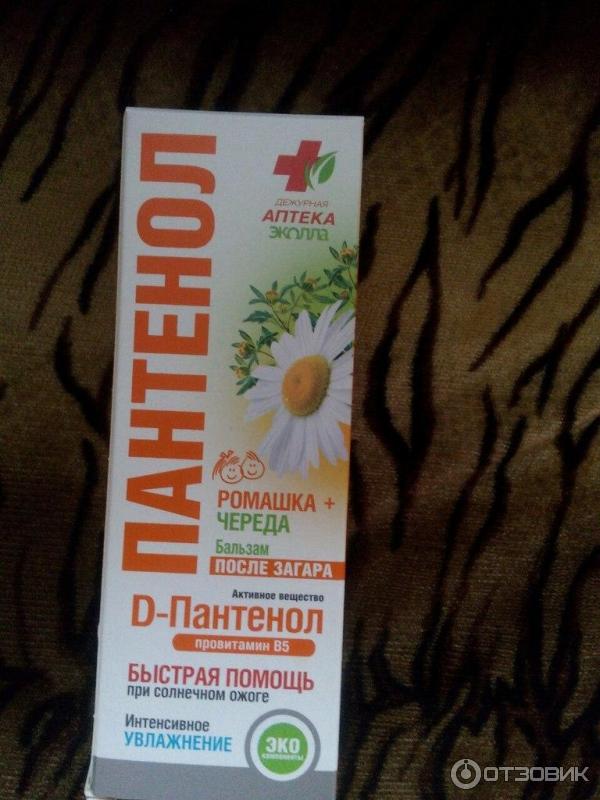 ПАНТЕНОЛ
ДЕЖУРНАЯ
АПТЕКА
эколла
РОМАШКА +
ЧЕРЕДА
Бальзам
ПОСЛЕ ЗАГАРА
Активное вещество
D-Пантенол
провитамин В5
БЫСТРАЯ ПОМОЩЬ
при солнечном ожоге
Интенсивное
УВЛАЖНЕНИЕ
ЭКО
компоненты
ОТЗОВИК